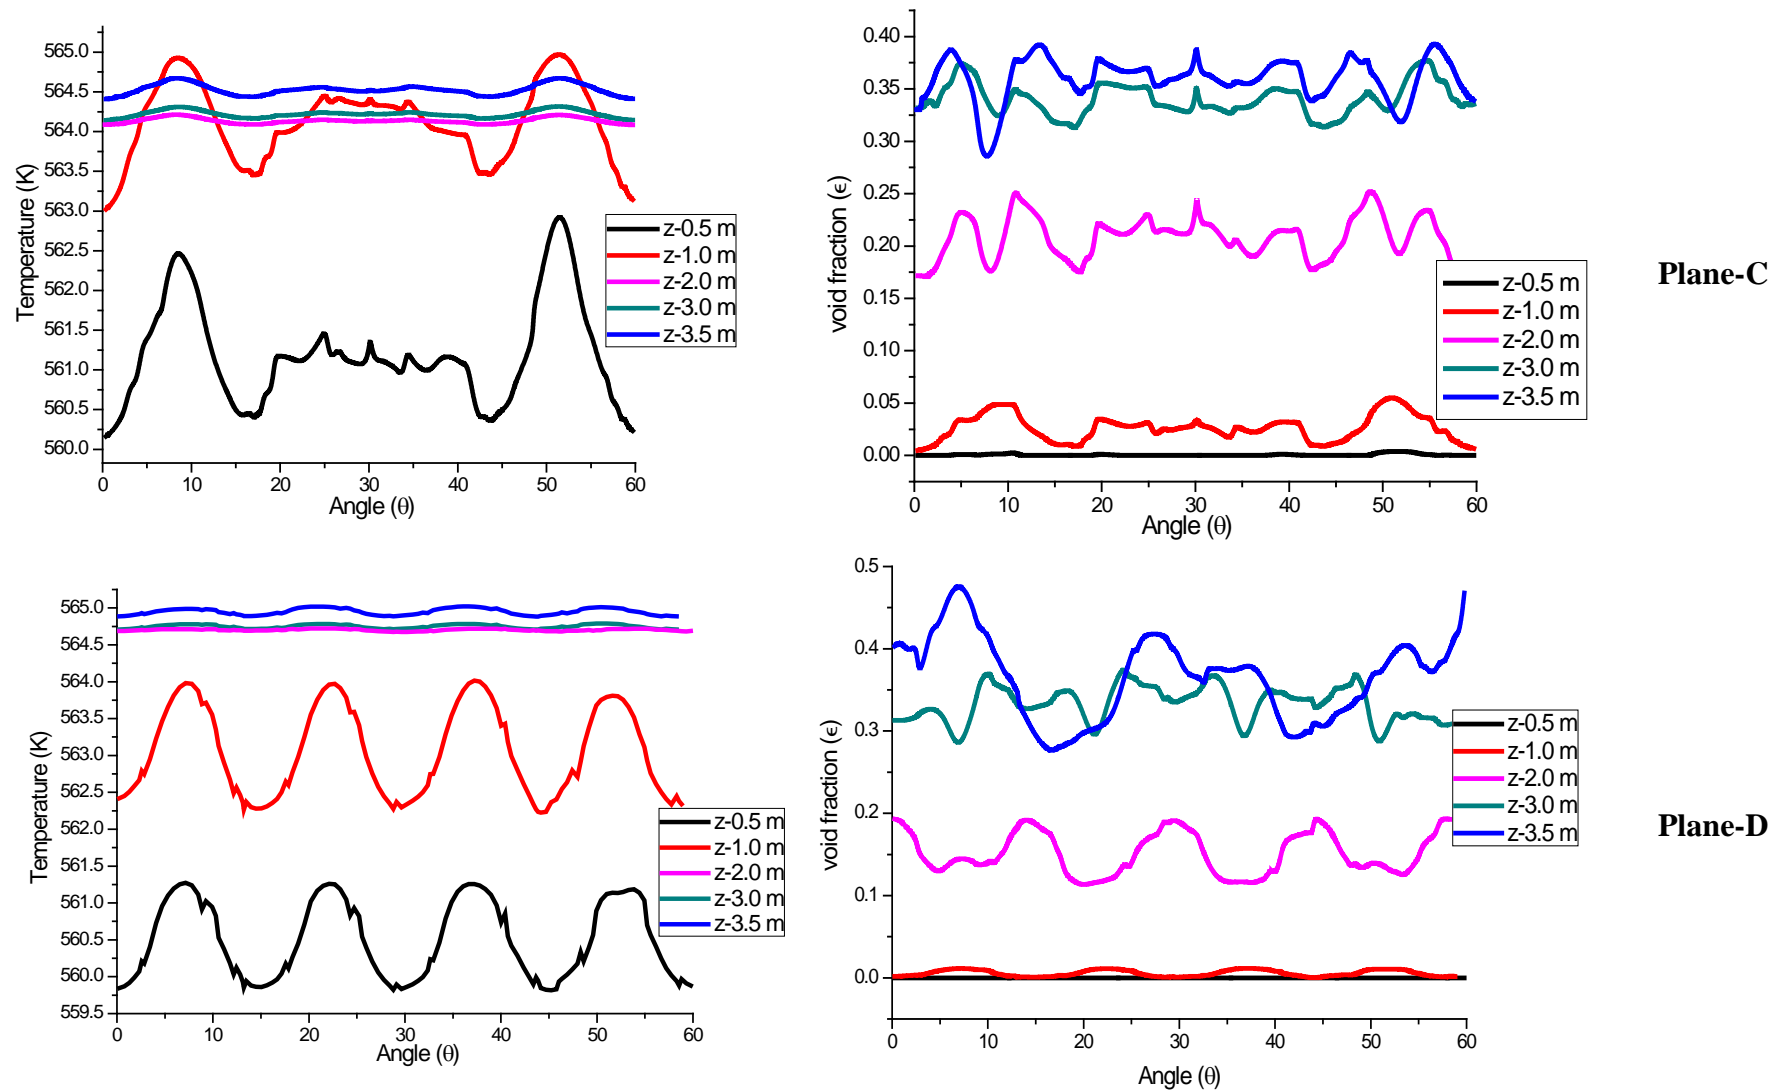 565.0
564.5
564.0
563.5
563.0
562.5
562.0
561.5
561.0
560.5
560.0
Temperature (K)
0 10 20 30 40 50 60
Angle (θ)
z-0.5 m
z-1.0 m
z-2.0 m
z-3.0 m
z-3.5 m
0.40
0.35
0.30
0.25
0.20
0.15
0.10
0.05
0.00
void fraction (ϵ)
0 10 20 30 40 50 60
Angle (θ)
z-0.5 m
z-1.0 m
z-2.0 m
z-3.0 m
z-3.5 m
Plane-C
565.0
564.5
564.0
563.5
563.0
562.5
562.0
561.5
561.0
560.5
560.0
559.5
Temperature (K)
0 10 20 30 40 50 60
Angle (θ)
z-0.5 m
z-1.0 m
z-2.0 m
z-3.0 m
z-3.5 m
0.5
0.4
0.3
0.2
0.1
0.0
void fraction (ϵ)
0 10 20 30 40 50 60
Angle (θ)
z-0.5 m
z-1.0 m
z-2.0 m
z-3.0 m
z-3.5 m
Plane-D